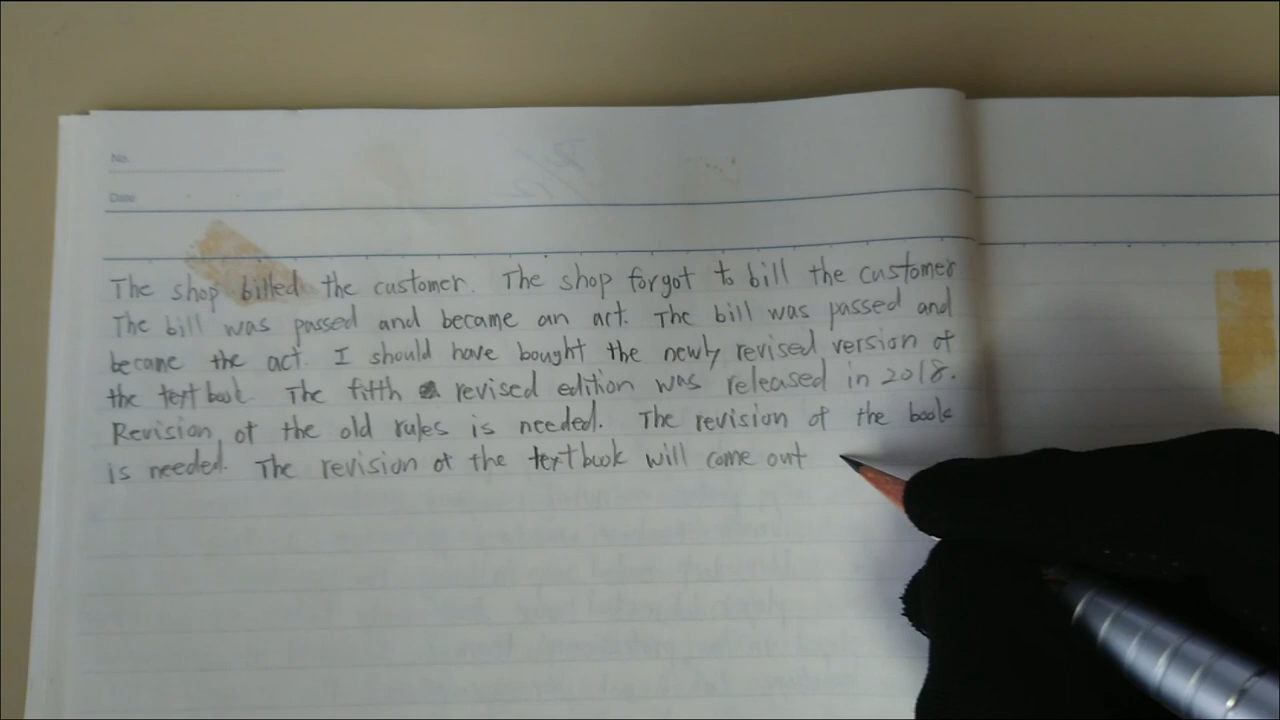 No.
Date
The shop billed the customer. The shop forgot to bill the customer
The bill was passed and became an act. The bill was passed and
became the act. I should have bought the newly revised version of
the textbook. The fifth revised edition was released in 2018.
Revision of the old rules is needed. The revision of the book
is needed. The revision of the textbook will come out